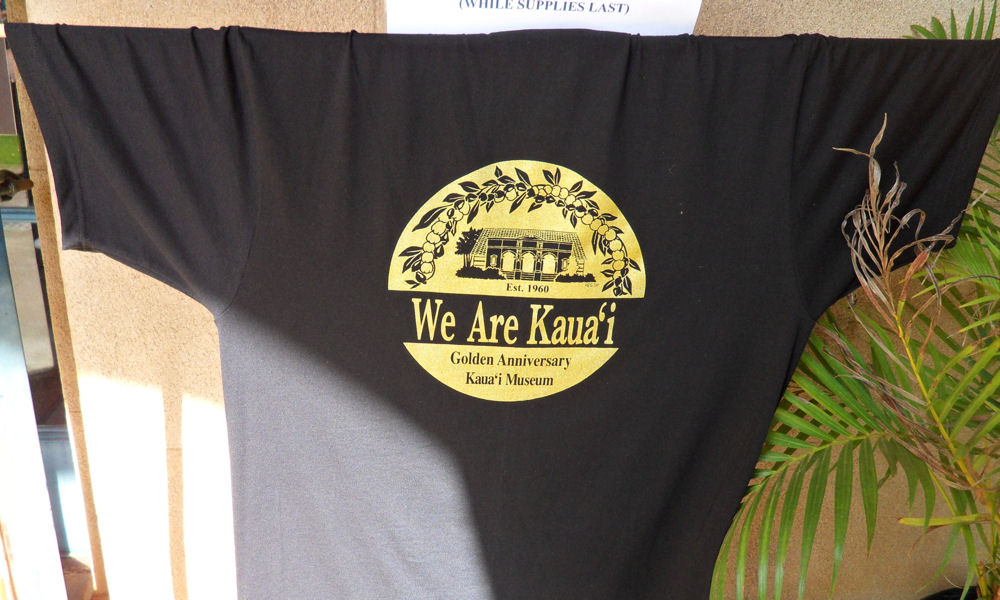 (WHILE SUPPLIES LAST)
Est. 1960
We Are Kauaʻi
Golden Anniversary
Kauaʻi Museum